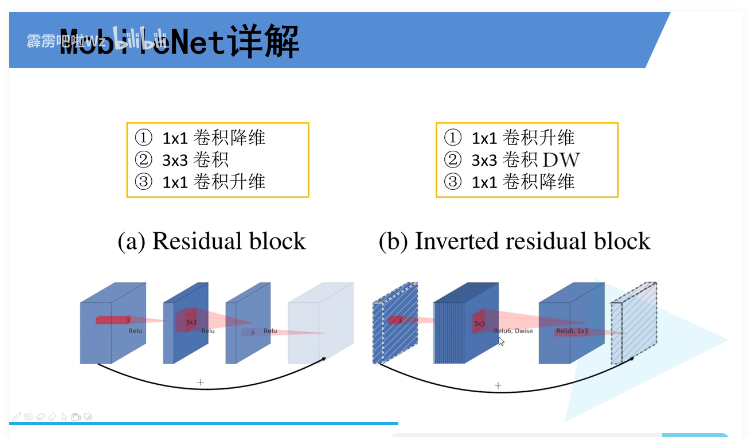 MobileNet详解
霹雳吧啦Wz bilibili
① 1x1 卷积降维
② 3x3 卷积
③ 1x1 卷积升维
① 1x1 卷积升维
② 3x3 卷积 DW
③ 1x1 卷积降维
(a) Residual block
(b) Inverted residual block
Relu
3x3
Relu
Relu
+
3x3
Relu6, Dwise
Relu6, 1x1
+